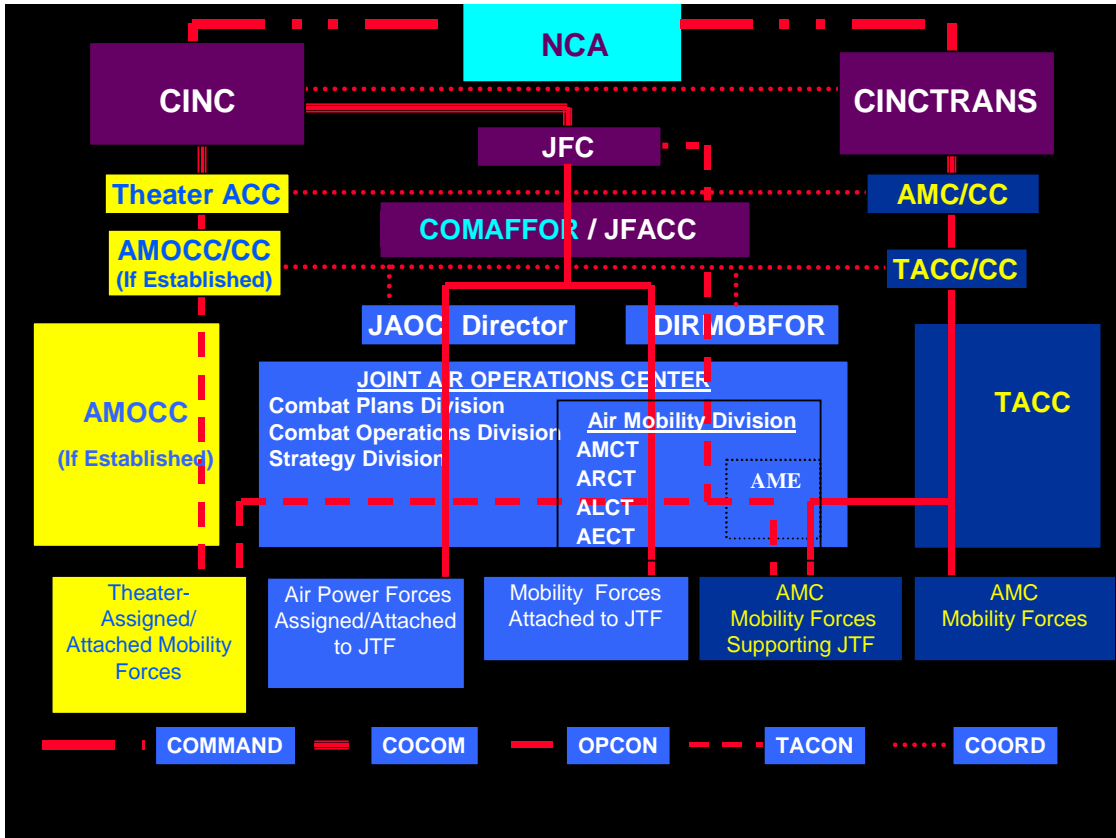 NCA
CINC
CINCTRANS
JFC
Theater ACC
AMC/CC
COMAFFOR / JFACC
AMOCC/CC
(If Established)
TACC/CC
JAOC Director
DIRMOBFOR
AMOCC
(If Established)
JOINT AIR OPERATIONS CENTER
Combat Plans Division
Combat Operations Division
Strategy Division
Air Mobility Division
AMCT
ARCT
ALCT
AECT
AME
TACC
Theater-
Assigned/
Attached Mobility
Forces
Air Power Forces
Assigned/Attached
to JTF
Mobility Forces
Attached to JTF
AMC
Mobility Forces
Supporting JTF
AMC
Mobility Forces
COMMAND
COCOM
OPCON
TACON
COORD